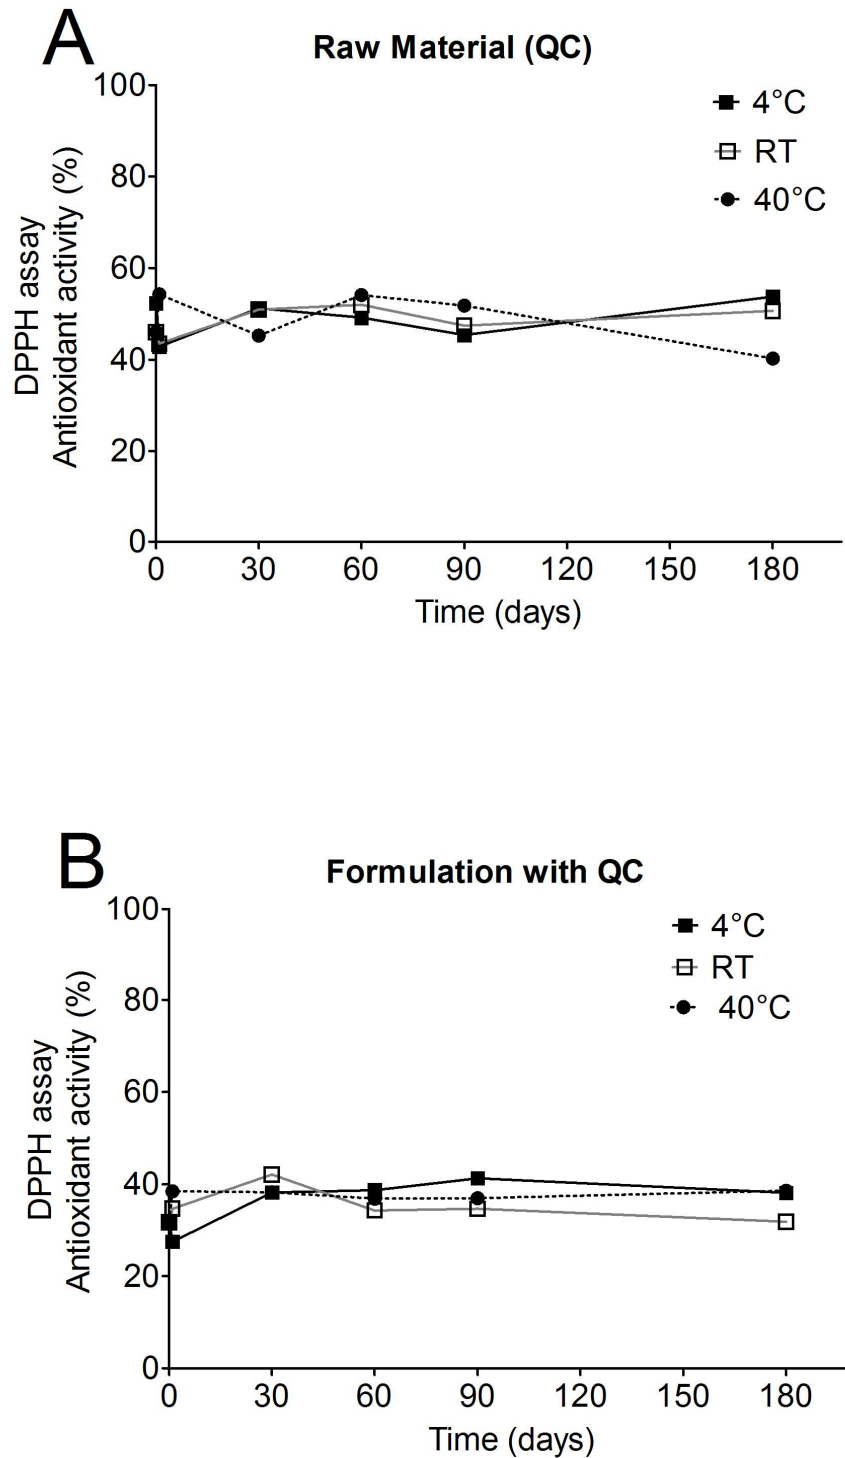 A
Raw Material (QC)
100
80
60
40
20
0
DPPH assay
Antioxidant activity (%)
4°C
RT
40°C
0 30 60 90 120 150 180
Time (days)
B
Formulation with QC
100
80
60
40
20
0
DPPH assay
Antioxidant activity (%)
4°C
RT
40°C
0 30 60 90 120 150 180
Time (days)